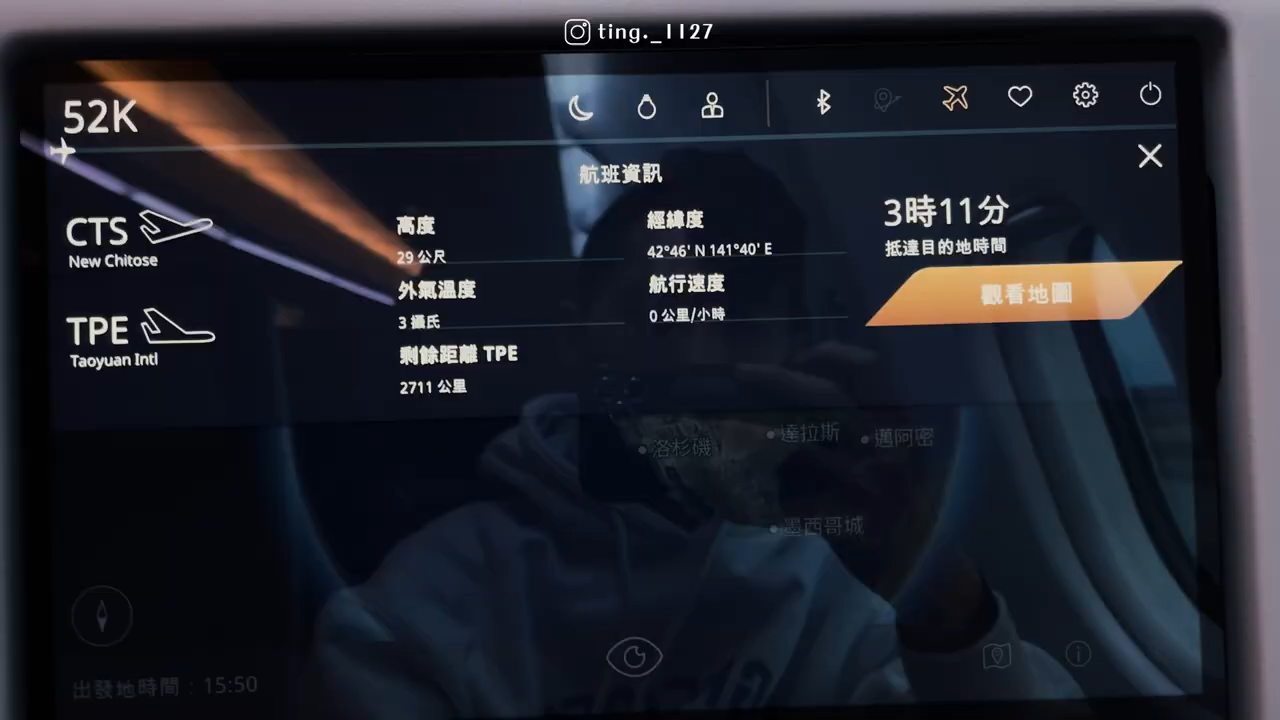 ting._1127
52K
航班資訊
CTS
New Chitose
TPE
Taoyuan Intl
高度
29 公尺
外氣溫度
3 攝氏
剩餘距離 TPE
2711 公里
經緯度
42°46' N 141°40' E
航行速度
0 公里/小時
3時11分
抵達目的地時間
觀看地圖
洛杉磯
達拉斯
邁阿密
墨西哥城
出發地時間 : 15:50